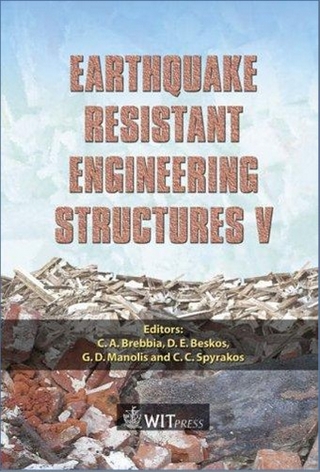 EARTHQUAKE
RESISTANT
ENGINEERING
STRUCTURES V
Editors:
C. A. Brebbia, D. E. Beskos,
G. D. Manolis and C. C. Spyrakos
WIT PRESS